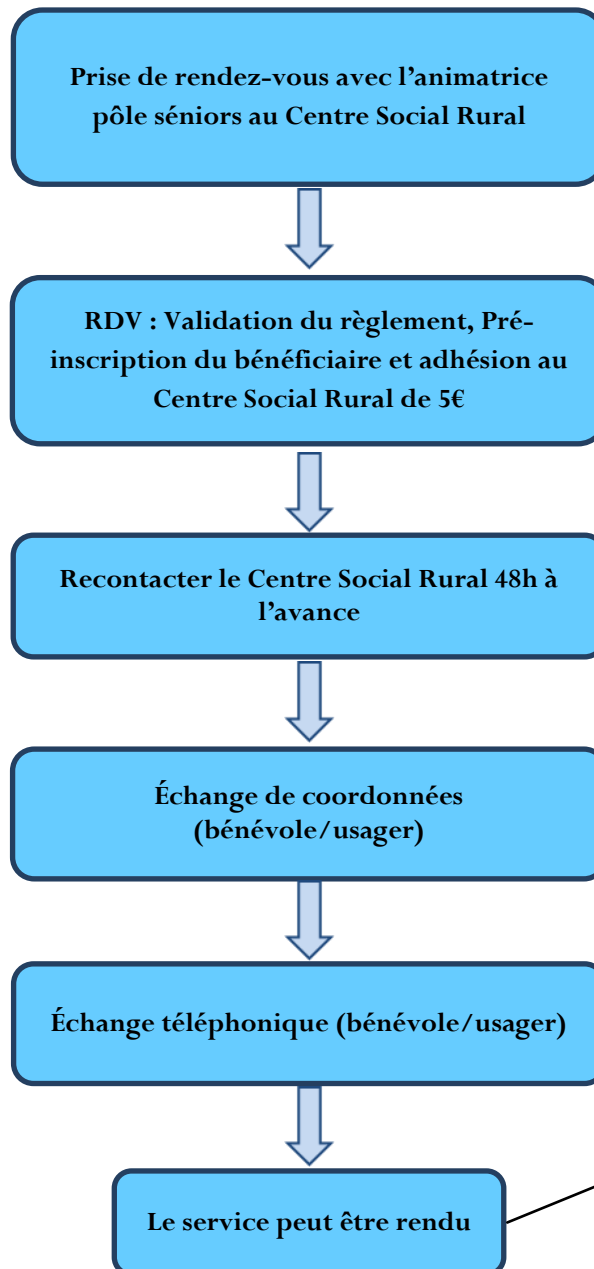 Prise de rendez-vous avec l’animatrice
pôle séniors au Centre Social Rural
RDV : Validation du règlement, Pré-
inscription du bénéficiaire et adhésion au
Centre Social Rural de 5€
Recontacter le Centre Social Rural 48h à
l’avance
Échange de coordonnées
(bénévole/usager)
Échange téléphonique (bénévole/usager)
Le service peut être rendu